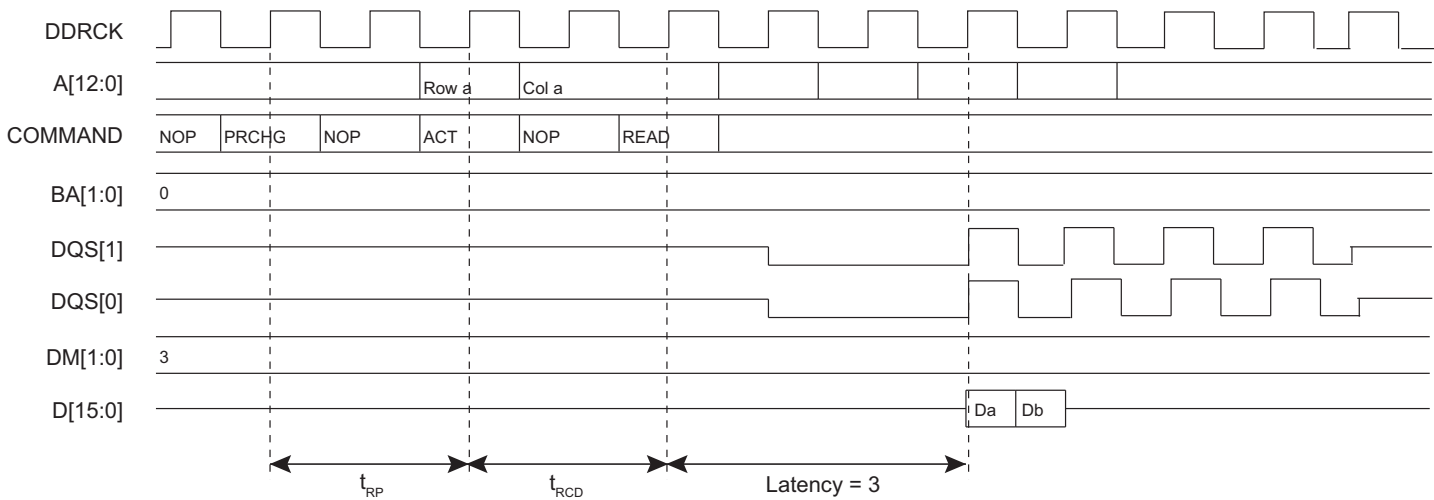 DDRCK
A[12:0] Row a Col a
COMMAND NOP PRCHG NOP ACT NOP READ
BA[1:0] 0
DQS[1]
DQS[0]
DM[1:0] 3
D[15:0] Da Db
tRP tRCD Latency = 3